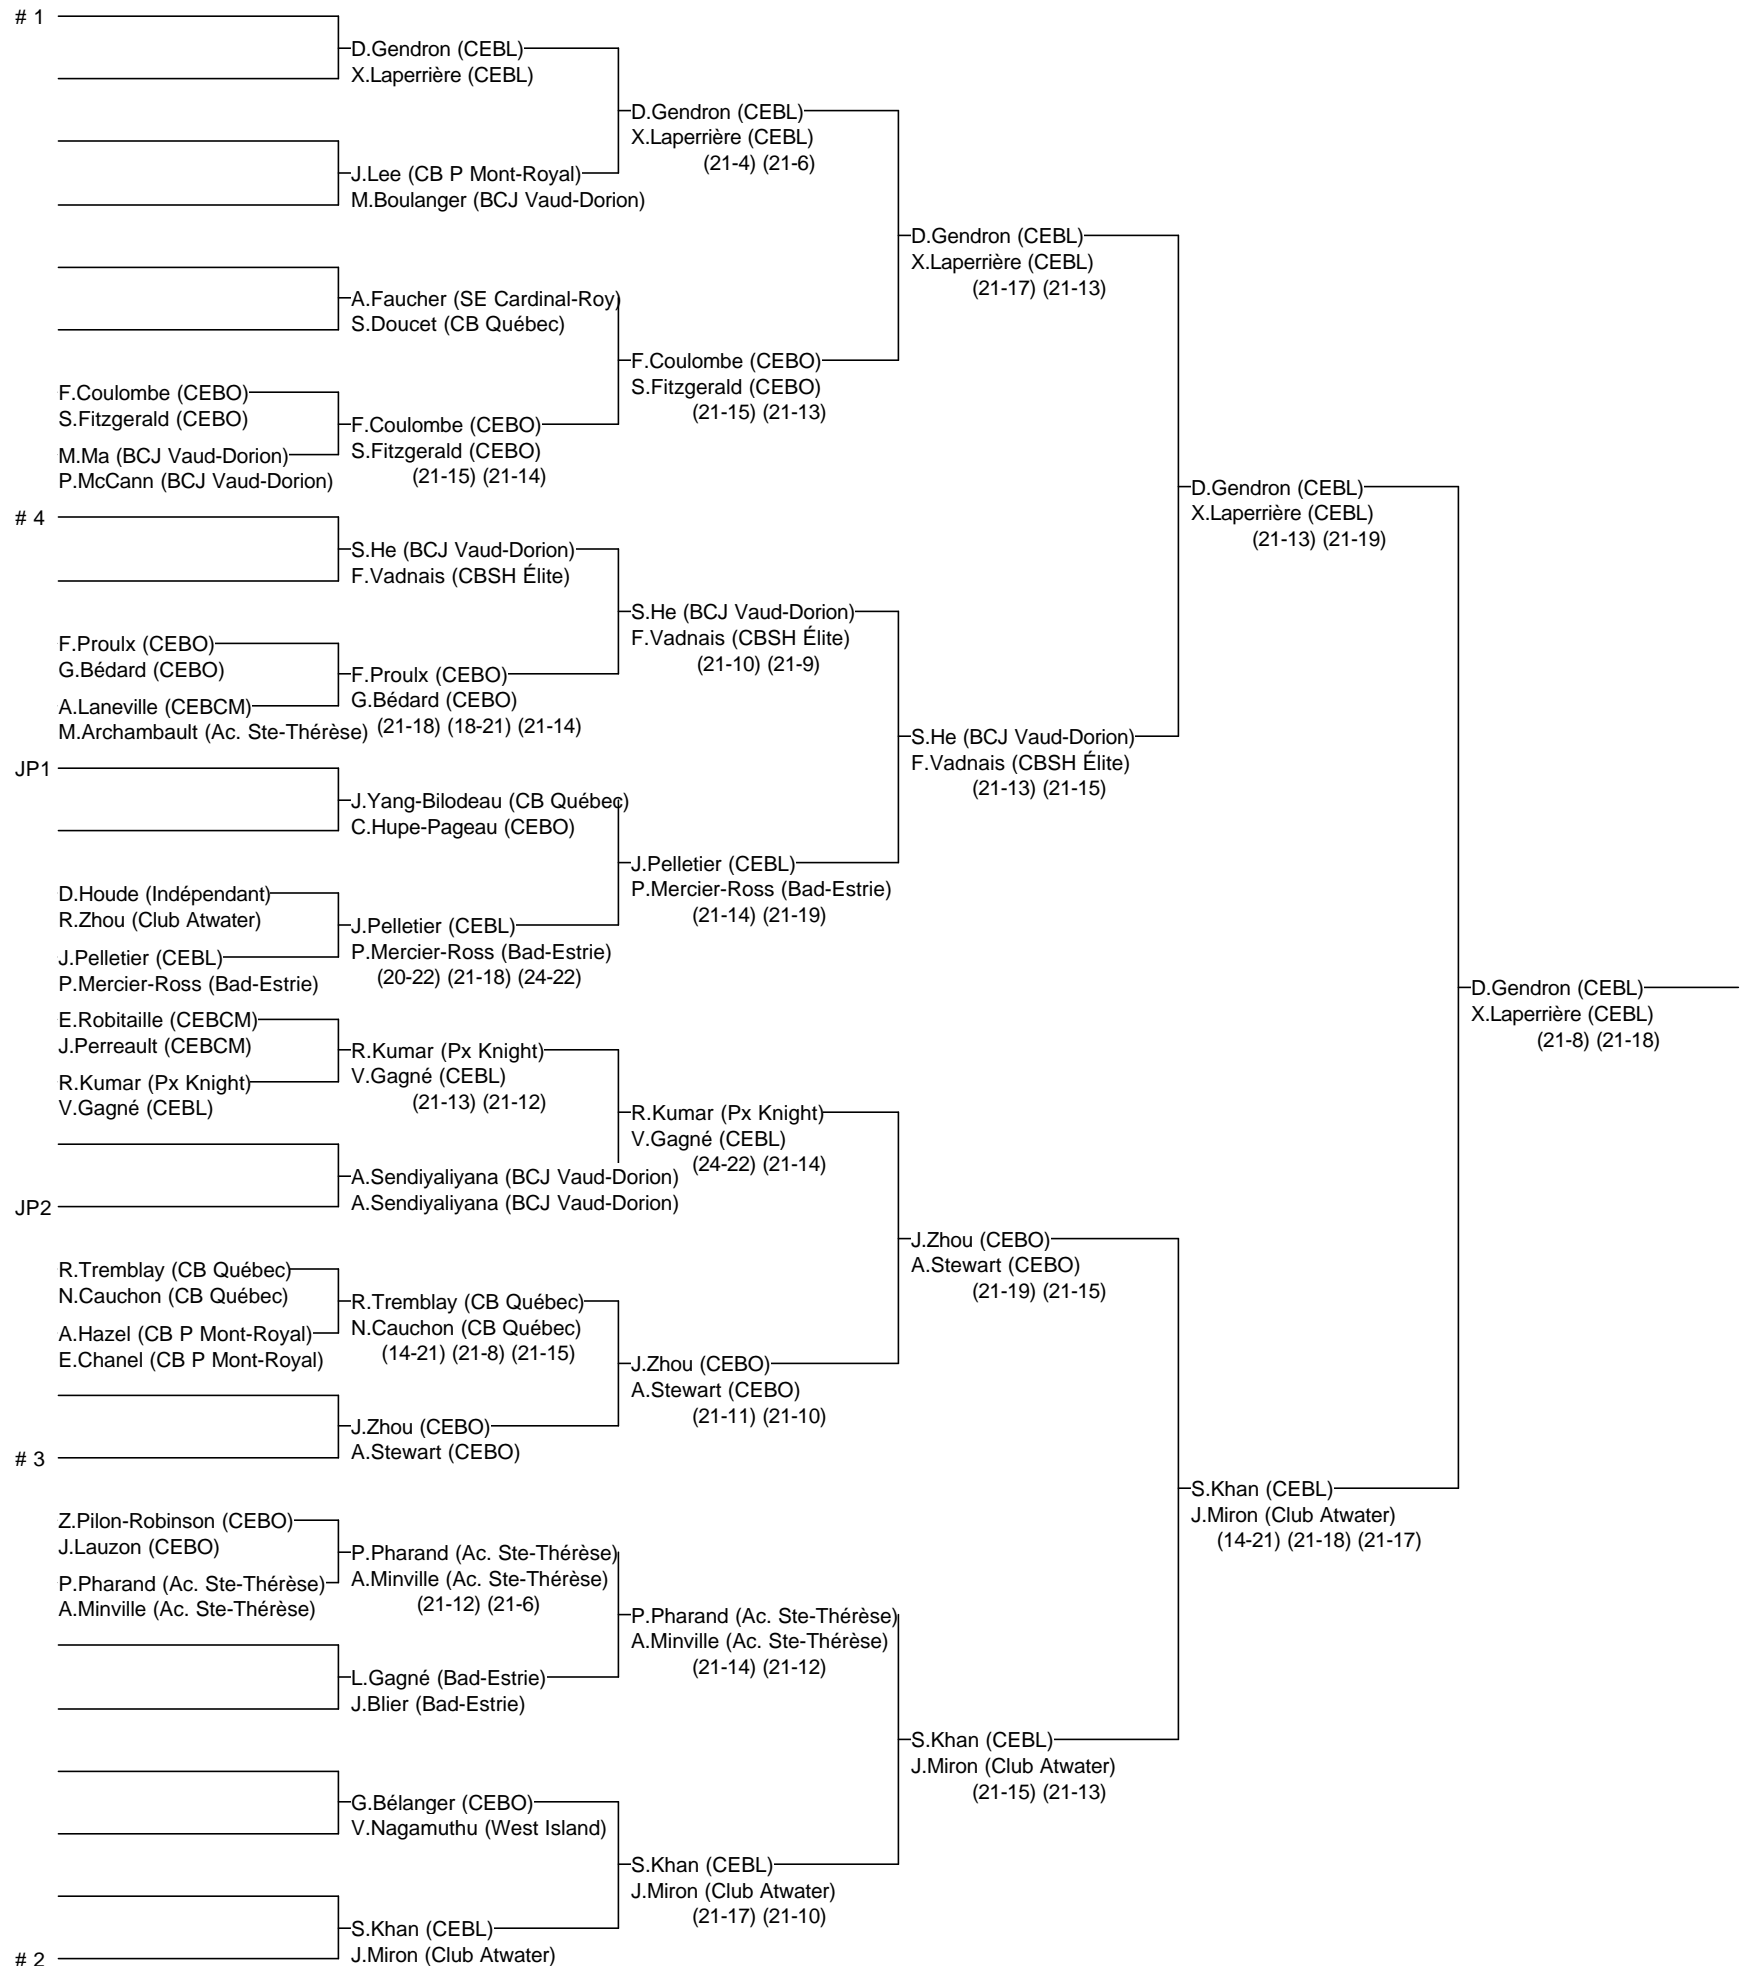 # 1
D.Gendron (CEBL)
X.Laperrière (CEBL)
D.Gendron (CEBL)
X.Laperrière (CEBL)
(21-4) (21-6)
J.Lee (CB P Mont-Royal)
M.Boulanger (BCJ Vaud-Dorion)
D.Gendron (CEBL)
X.Laperrière (CEBL)
(21-17) (21-13)
A.Faucher (SE Cardinal-Roy)
S.Doucet (CB Québec)
F.Coulombe (CEBO)
S.Fitzgerald (CEBO)
(21-15) (21-13)
F.Coulombe (CEBO)
S.Fitzgerald (CEBO)
F.Coulombe (CEBO)
S.Fitzgerald (CEBO)
(21-15) (21-14)
M.Ma (BCJ Vaud-Dorion)
P.McCann (BCJ Vaud-Dorion)
D.Gendron (CEBL)
X.Laperrière (CEBL)
(21-13) (21-19)
# 4
S.He (BCJ Vaud-Dorion)
F.Vadnais (CBSH Élite)
S.He (BCJ Vaud-Dorion)
F.Vadnais (CBSH Élite)
(21-10) (21-9)
F.Proulx (CEBO)
G.Bédard (CEBO)
F.Proulx (CEBO)
G.Bédard (CEBO)
(21-18) (18-21) (21-14)
A.Laneville (CEBCM)
M.Archambault (Ac. Ste-Thérèse)
S.He (BCJ Vaud-Dorion)
F.Vadnais (CBSH Élite)
(21-13) (21-15)
JP1
J.Yang-Bilodeau (CB Québec)
C.Hupe-Pageau (CEBO)
J.Pelletier (CEBL)
P.Mercier-Ross (Bad-Estrie)
(21-14) (21-19)
D.Houde (Indépendant)
R.Zhou (Club Atwater)
J.Pelletier (CEBL)
P.Mercier-Ross (Bad-Estrie)
(20-22) (21-18) (24-22)
J.Pelletier (CEBL)
P.Mercier-Ross (Bad-Estrie)
D.Gendron (CEBL)
X.Laperrière (CEBL)
(21-8) (21-18)
E.Robitaille (CEBCM)
J.Perreault (CEBCM)
R.Kumar (Px Knight)
V.Gagné (CEBL)
(21-13) (21-12)
R.Kumar (Px Knight)
V.Gagné (CEBL)
R.Kumar (Px Knight)
V.Gagné (CEBL)
(24-22) (21-14)
A.Sendiyaliyana (BCJ Vaud-Dorion)
A.Sendiyaliyana (BCJ Vaud-Dorion)
JP2
J.Zhou (CEBO)
A.Stewart (CEBO)
(21-19) (21-15)
R.Tremblay (CB Québec)
N.Cauchon (CB Québec)
R.Tremblay (CB Québec)
N.Cauchon (CB Québec)
(14-21) (21-8) (21-15)
A.Hazel (CB P Mont-Royal)
E.Chanel (CB P Mont-Royal)
J.Zhou (CEBO)
A.Stewart (CEBO)
(21-11) (21-10)
J.Zhou (CEBO)
A.Stewart (CEBO)
# 3
S.Khan (CEBL)
J.Miron (Club Atwater)
(14-21) (21-18) (21-17)
Z.Pilon-Robinson (CEBO)
J.Lauzon (CEBO)
P.Pharand (Ac. Ste-Thérèse)
A.Minville (Ac. Ste-Thérèse)
(21-12) (21-6)
P.Pharand (Ac. Ste-Thérèse)
A.Minville (Ac. Ste-Thérèse)
P.Pharand (Ac. Ste-Thérèse)
A.Minville (Ac. Ste-Thérèse)
(21-14) (21-12)
L.Gagné (Bad-Estrie)
J.Blier (Bad-Estrie)
S.Khan (CEBL)
J.Miron (Club Atwater)
(21-15) (21-13)
G.Bélanger (CEBO)
V.Nagamuthu (West Island)
S.Khan (CEBL)
J.Miron (Club Atwater)
(21-17) (21-10)
S.Khan (CEBL)
J.Miron (Club Atwater)
# 2